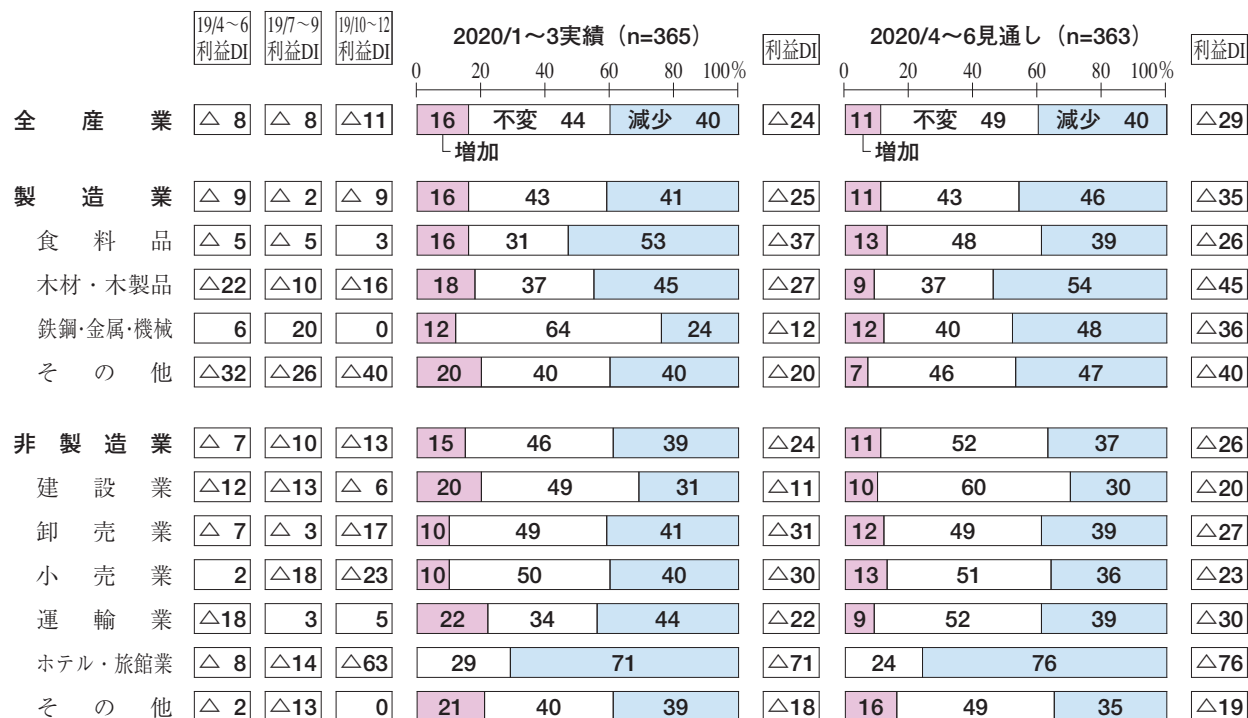 19/4～6 利益DI 19/7～9 利益DI 19/10～12 利益DI 2020/1～3実績（n=365） 利益DI 2020/4～6見通し（n=363） 利益DI
0 20 40 60 80 100% 0 20 40 60 80 100%
全産業 △ 8 △ 8 △11 16 不変 44 減少 40 △24 11 不変 49 減少 40 △29
増加 増加
製造業 △ 9 △ 2 △ 9 16 43 41 △25 11 43 46 △35
食料品 △ 5 △ 5 3 16 31 53 △37 13 48 39 △26
木材・木製品 △22 △10 △16 18 37 45 △27 9 37 54 △45
鉄鋼・金属・機械 6 20 0 12 64 24 △12 12 40 48 △36
その他 △32 △26 △40 20 40 40 △20 7 46 47 △40
非製造業 △ 7 △10 △13 15 46 39 △24 11 52 37 △26
建設業 △12 △13 △ 6 20 49 31 △11 10 60 30 △20
卸売業 △ 7 △ 3 △17 10 49 41 △31 12 49 39 △27
小売業 2 △18 △23 10 50 40 △30 13 51 36 △23
運輸業 △18 3 5 22 34 44 △22 9 52 39 △30
ホテル・旅館業 △ 8 △14 △63 29 71 △71 24 76 △76
その他 △ 2 △13 0 21 40 39 △18 16 49 35 △19